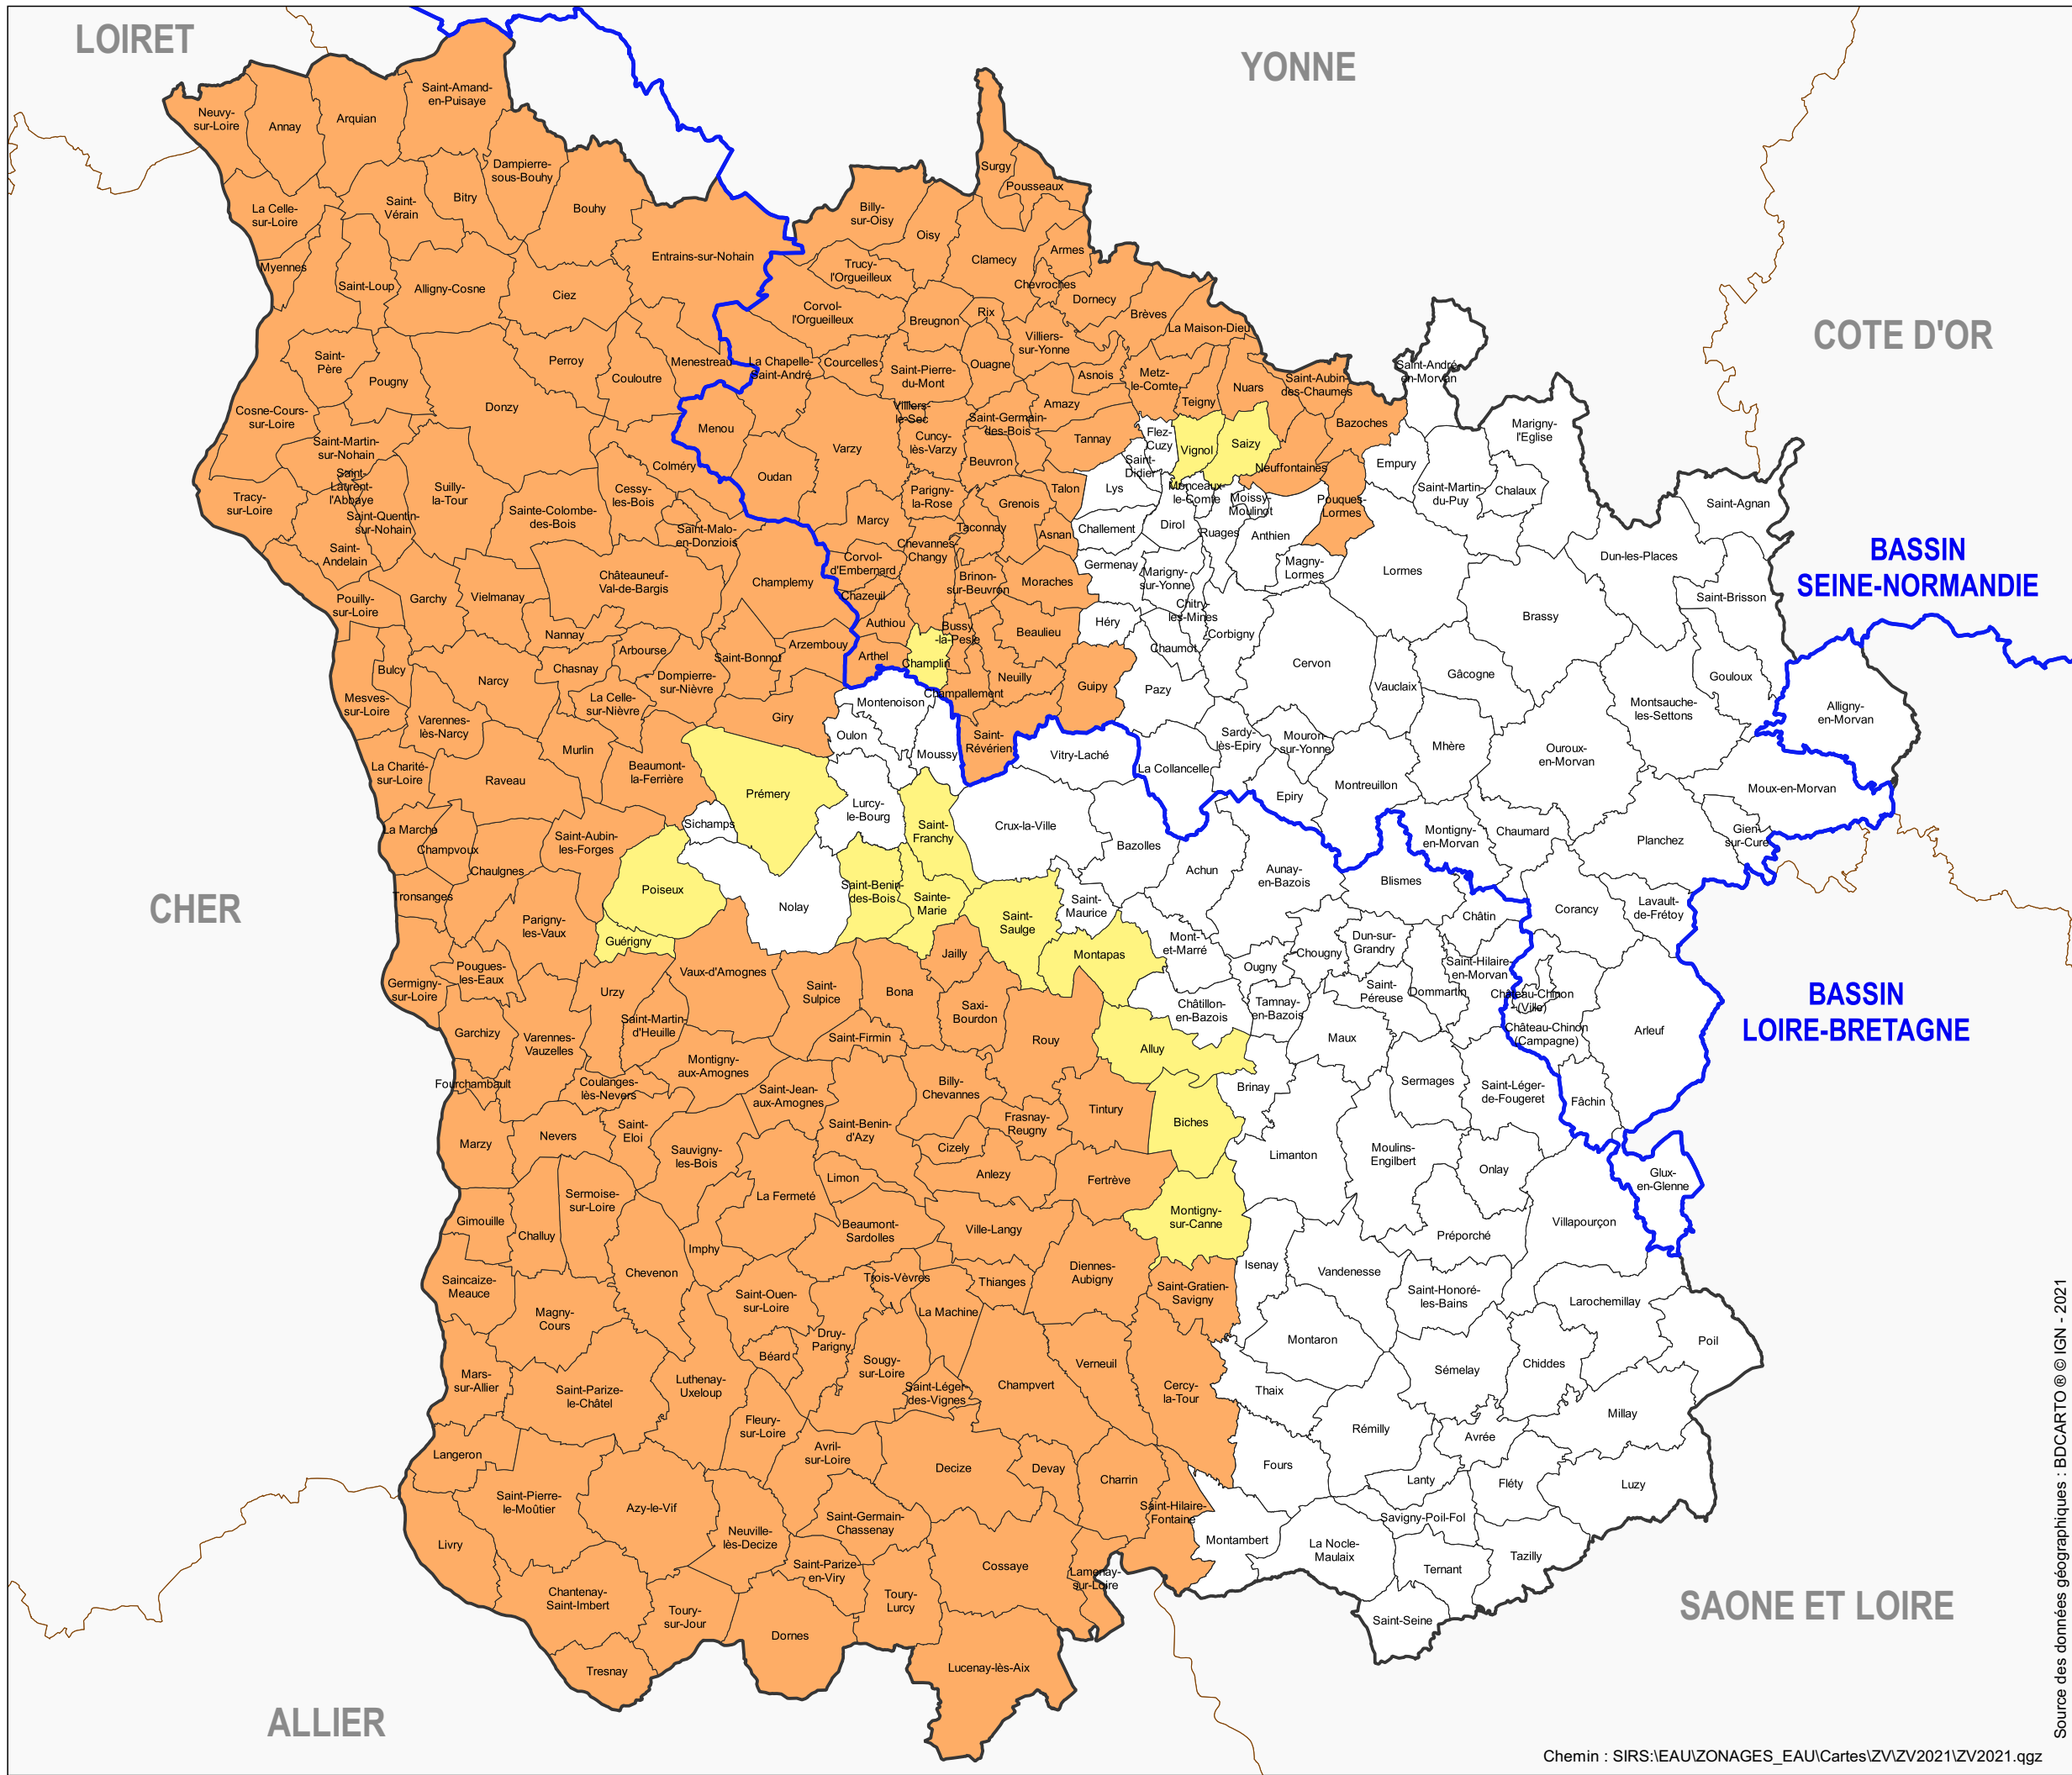 LOIRET
YONNE
COTE D'OR
BASSIN
SEINE-NORMANDIE
BASSIN
LOIRE-BRETAGNE
CHER
SAONE ET LOIRE
ALLIER
Neuvy-
sur-Loire
Annay
Arquian
Saint-Amand-
en-Puisaye
Dampierre-
sous-Bouhy
La Celle-
sur-Loire
Saint-
Vérain
Bitry
Bouhy
Myennes
Saint-Loup
Alligny-Cosne
Ciez
Entrains-sur-Nohain
Billy-
sur-Oisy
Oisy
Surgy
Pousseaux
Clamecy
Armes
Trucy-
l'Orgueilleux
Chevroches
Dornecy
Brèves
Corvol-
l'Orgueilleux
Breugnon
Rix
La Maison-Dieu
Villiers-
sur-Yonne
Saint-
Père
Pougny
Perroy
Couloutre
Menestreau
La Chapelle-
Saint-André
Courcelles
Saint-Pierre-
du-Mont
Ouagne
Asnois
Metz-
le-Comte
Nuars
Saint-Aubin-
des-Chaumes
Saint-André-
en-Morvan
Cosne-Cours-
sur-Loire
Donzy
Menou
Villiers-
le-Sec
Amazy
Teigny
Bazoches
Saint-Martin-
sur-Nohain
Colméry
Oudan
Varzy
Cuncy-
lès-Varzy
Saint-Germain-
des-Bois
Tannay
Flez-
Cuzy
Vignol
Saizy
Neuffontaines
Empury
Marigny-
l'Eglise
Beuvron
Saint-
Didier
Saint-
Laurent-
l'Abbaye
Tracy-
sur-Loire
Saint-Quentin-
sur-Nohain
Suilly-
la-Tour
Sainte-Colombe-
des-Bois
Cessy-
les-Bois
Saint-Malo-
en-Donziois
Marcy
Parigny-
la-Rose
Grenois
Talon
Lys
Monceaux-
le-Comte
Moissy-
Moulinot
Pouques-
Lormes
Saint-Martin-
du-Puy
Chalaux
Saint-Agnan
Taconnay
Asnan
Challement
Dirol
Ruages
Anthien
Saint-
Andelain
Corvol-
d'Embernard
Chevannes-
Changy
Germenay
Marigny-
sur-Yonne
Magny-
Lormes
Lormes
Dun-les-Places
Pouilly-
sur-Loire
Garchy
Vielmanay
Châteauneuf-
Val-de-Bargis
Champlemy
Chazeuil
Brinon-
sur-Beuvron
Moraches
Chitry-
les-Mines
Brassy
Saint-Brisson
Nannay
Authiou
Bussy
-la-Pesle
Beaulieu
Héry
Chaumot
Corbigny
Bulcy
Narcy
Chasnay
Arbourse
Saint-Bonnot
Arzembouy
Arthel
Champlin
Neuilly
Guipy
Pazy
Cervon
Vauclaix
Gâcogne
Gouloux
Mesves-
sur-Loire
Varennes-
lès-Narcy
La Celle-
sur-Nièvre
Dompierre-
sur-Nièvre
Giry
Champallement
Montenoison
Montsauche-
les-Settons
Alligny-
en-Morvan
Murlin
Oulon
Moussy
Saint-
Révérien
Vitry-Laché
La Collancelle
Sardy-
lès-Epiry
Mouron-
sur-Yonne
Mhère
Ouroux-
en-Morvan
La Charité-
sur-Loire
Raveau
Beaumont-
la-Ferrière
Prémery
Epiry
Montreuillon
Moux-en-Morvan
La Marche
Champvoux
Chaulgnes
Saint-Aubin-
les-Forges
Sichamps
Lurcy-
le-Bourg
Saint-
Franchy
Crux-la-Ville
Bazolles
Montigny-
en-Morvan
Chaumard
Planchez
Gien-
sur-Cure
Tronsanges
Poiseux
Nolay
Saint-Benin-
des-Bois
Sainte-
Marie
Saint-
Saulge
Saint-
Maurice
Achun
Aunay-
en-Bazois
Blismes
Châtin
Corancy
Lavault-
de-Frétoy
Parigny-
les-Vaux
Guérigny
Jailly
Montapas
Mont-
et-Marré
Dun-sur-
Grandry
Chougny
Ougny
Saint-Hilaire-
en-Morvan
Germigny-
sur-Loire
Pougues-
les-Eaux
Urzy
Vaux-d'Amognes
Saint-
Sulpice
Bona
Saxi-
Bourdon
Châtillon-
en-Bazois
Tamnay-
en-Bazois
Saint-
Péreuse
Dommartin
Château-Chinon
(Ville)
Château-Chinon
(Campagne)
Arleuf
Garchizy
Varennes-
Vauzelles
Saint-Martin-
d'Heuille
Saint-Firmin
Rouy
Alluy
Maux
Fourchambault
Coulanges-
lès-Nevers
Montigny-
aux-Amognes
Saint-Jean-
aux-Amognes
Billy-
Chevannes
Frasnay-
Reugny
Tintury
Biches
Brinay
Sermages
Saint-Léger-
de-Fougeret
Fâchin
Marzy
Nevers
Saint-
Eloi
Sauvigny-
les-Bois
Saint-Benin-
d'Azy
Cizely
Anlezy
Fertrève
Limanton
Moulins-
Engilbert
Onlay
Glux-
en-Glenne
Gimouille
Challuy
Sermoise-
sur-Loire
Imphy
La Fermeté
Limon
Beaumont-
Sardolles
Ville-Langy
Montigny-
sur-Canne
Préporché
Villapourçon
Saincaize-
Meauce
Magny-
Cours
Chevenon
Saint-Ouen-
sur-Loire
Trois-Vèvres
Thianges
Diennes-
Aubigny
Saint-Gratien-
Savigny
Isenay
Vandenesse
Saint-Honoré-
les-Bains
Larochemillay
Poil
La Machine
Druy-
Parigny
Béard
Sougy-
sur-Loire
Verneuil
Montaron
Sémelay
Chiddes
Mars-
sur-Allier
Saint-Parize-
le-Châtel
Luthenay-
Uxeloup
Saint-Léger-
des-Vignes
Champvert
Cercy-
la-Tour
Thaix
Rémilly
Millay
Langeron
Fleury-
sur-Loire
Avril-
sur-Loire
Decize
Devay
Charrin
Fours
Avrée
Lanty
Fléty
Luzy
Saint-Pierre-
le-Moûtier
Azy-le-Vif
Neuville-
lès-Decize
Saint-Germain-
Chassenay
Saint-Hilaire-
Fontaine
Montambert
La Nocle-
Maulaix
Savigny-Poil-Fol
Ternant
Tazilly
Livry
Chantenay-
Saint-Imbert
Toury-
sur-Jour
Saint-Parize-
en-Viry
Toury-
Lurcy
Cossaye
Lamenay-
sur-Loire
Saint-Seine
Tresnay
Dornes
Lucenay-lès-Aix
Source des données géographiques : BDCARTO ® © IGN - 2021
Chemin : SIRS:\EAU\ZONAGES_EAU\Cartes\ZV\ZV2021\ZV2021.qgz